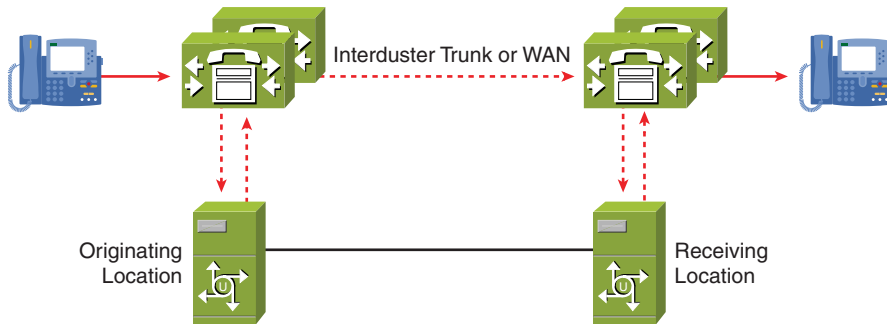 Interduster Trunk or WAN
Originating
Location
Receiving
Location
U
U